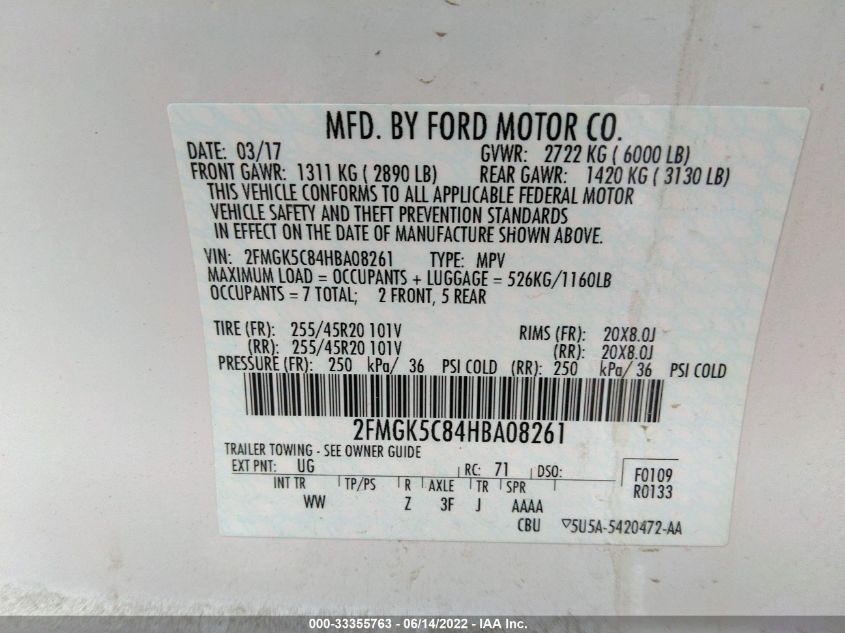 MFD. BY FORD MOTOR CO.
DATE: 03/17 GVWR: 2722 KG ( 6000 LB)
FRONT GAWR: 1311 KG ( 2890 LB) REAR GAWR: 1420 KG ( 3130 LB)
THIS VEHICLE CONFORMS TO ALL APPLICABLE FEDERAL MOTOR
VEHICLE SAFETY AND THEFT PREVENTION STANDARDS
IN EFFECT ON THE DATE OF MANUFACTURE SHOWN ABOVE.
VIN: 2FMGK5C84HBA08261 TYPE: MPV
MAXIMUM LOAD = OCCUPANTS + LUGGAGE = 526KG/1160LB
OCCUPANTS = 7 TOTAL; 2 FRONT, 5 REAR
TIRE (FR): 255/45R20 101V RIMS (FR): 20X8.0J
(RR): 255/45R20 101V (RR): 20X8.0J
PRESSURE (FR): 250 kPa/ 36 PSI COLD (RR): 250 kPa/ 36 PSI COLD
2FMGK5C84HBA08261
TRAILER TOWING - SEE OWNER GUIDE
EXT PNT: UG RC: 71 DSO: F0109
INT TR TP/PS R AXLE TR SPR R0133
WW Z 3F J AAAA
CBU ▽5U5A-5420472-AA
000-33355763 - 06/14/2022 - IAA Inc.